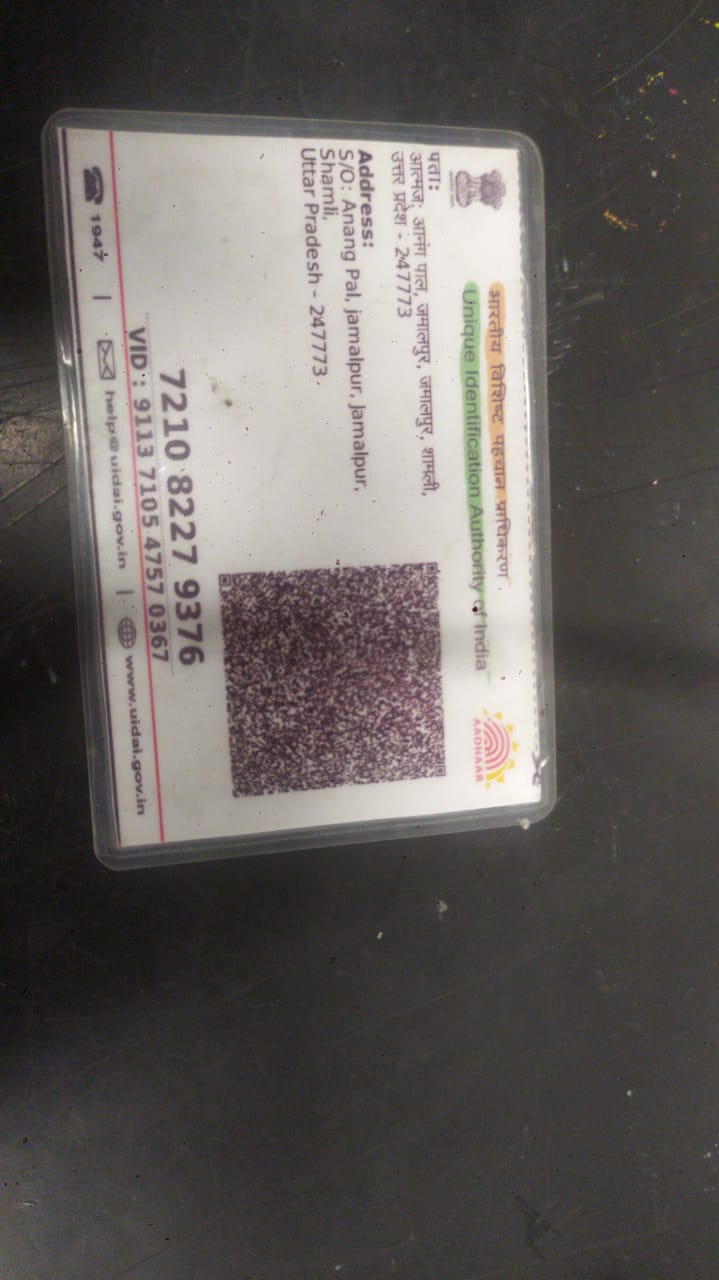 भारतीय विशिष्ट पहचान प्राधिकरण
Unique Identification Authority of India
AADHAAR
पता:
आत्मज: आनंग पाल, जमालपुर, जमालपुर, शामली,
उत्तर प्रदेश - 247773
Address:
S/O: Anang Pal, jamalpur, Jamalpur,
Shamli,
Uttar Pradesh - 247773
7210 8227 9376
VID : 9113 7105 4757 0367
1947 | help@uidai.gov.in | www.uidai.gov.in